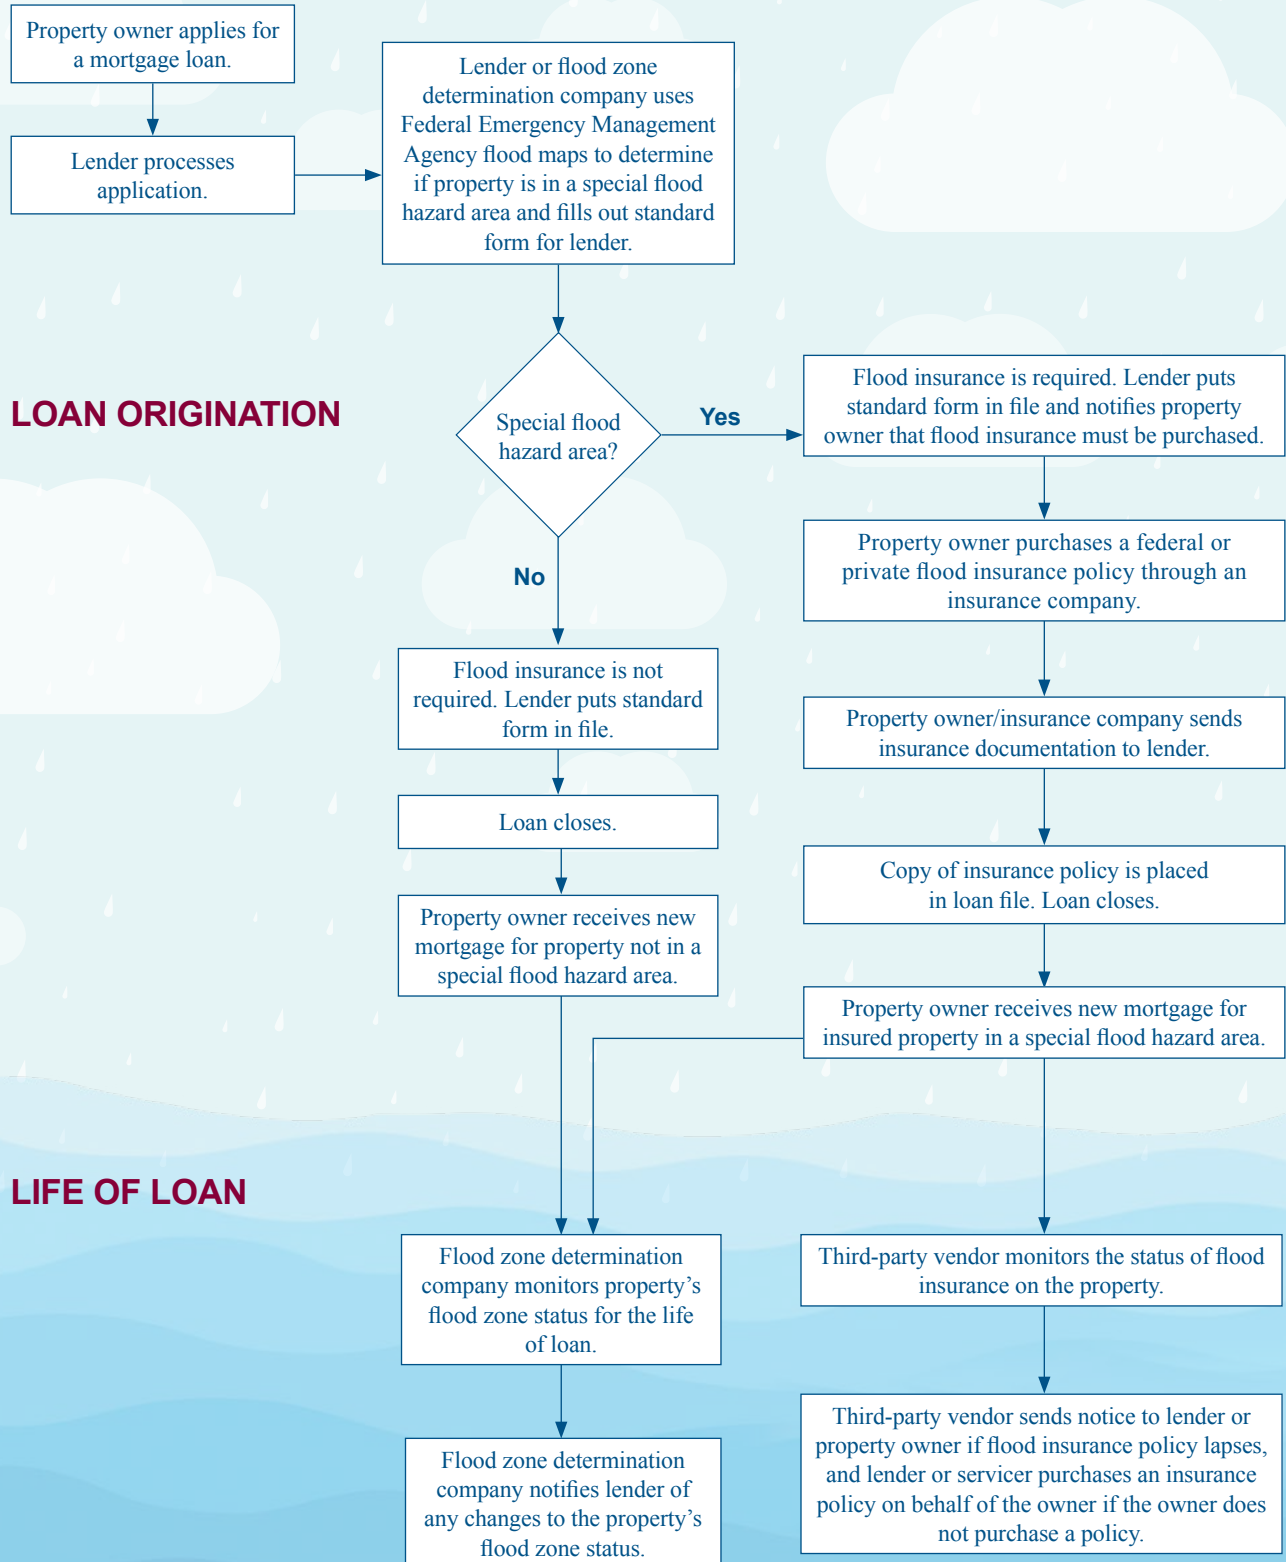 Property owner applies for
a mortgage loan.
Lender processes
application.
Lender or flood zone
determination company uses
Federal Emergency Management
Agency flood maps to determine
if property is in a special flood
hazard area and fills out standard
form for lender.
LOAN ORIGINATION
Special flood
hazard area?
Yes
Flood insurance is required. Lender puts
standard form in file and notifies property
owner that flood insurance must be purchased.
Property owner purchases a federal or
private flood insurance policy through an
insurance company.
No
Flood insurance is not
required. Lender puts standard
form in file.
Property owner/insurance company sends
insurance documentation to lender.
Loan closes.
Copy of insurance policy is placed
in loan file. Loan closes.
Property owner receives new
mortgage for property not in a
special flood hazard area.
Property owner receives new mortgage for
insured property in a special flood hazard area.
LIFE OF LOAN
Flood zone determination
company monitors property’s
flood zone status for the life
of loan.
Third-party vendor monitors the status of flood
insurance on the property.
Flood zone determination
company notifies lender of
any changes to the property’s
flood zone status.
Third-party vendor sends notice to lender or
property owner if flood insurance policy lapses,
and lender or servicer purchases an insurance
policy on behalf of the owner if the owner does
not purchase a policy.